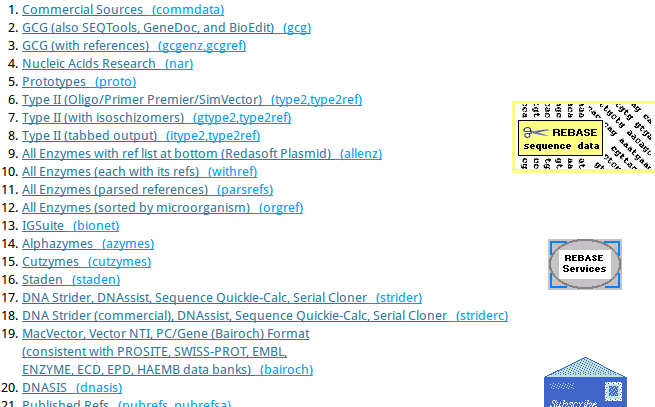 1. Commercial Sources (commdata)
2. GCG (also SEQTools, GeneDoc, and BioEdit) (gcg)
3. GCG (with references) (gcgenz,gcgref)
4. Nucleic Acids Research (nar)
5. Prototypes (proto)
6. Type II (Oligo/Primer Premier/SimVector) (type2,type2ref)
7. Type II (with isoschizomers) (gtype2,type2ref)
8. Type II (tabbed output) (itype2,type2ref)
9. All Enzymes with ref list at bottom (Redasoft Plasmid) (allenz)
10. All Enzymes (each with its refs) (withref)
11. All Enzymes (parsed references) (parsrefs)
12. All Enzymes (sorted by microorganism) (orgref)
13. IGSuite (bionet)
14. Alphazymes (azymes)
15. Cutzymes (cutzymes)
16. Staden (staden)
17. DNA Strider, DNAssist, Sequence Quickie-Calc, Serial Cloner (strider)
18. DNA Strider (commercial), DNAssist, Sequence Quickie-Calc, Serial Cloner (striderc)
19. MacVector, Vector NTI, PC/Gene (Bairoch) Format
(consistent with PROSITE, SWISS-PROT, EMBL,
ENZYME, ECD, EPD, HAEMB data banks) (bairoch)
20. DNASIS (dnasis)
21. Published Refs (pubrefs, pubrefsa)
REBASE
sequence data
REBASE
Services
Subscribe